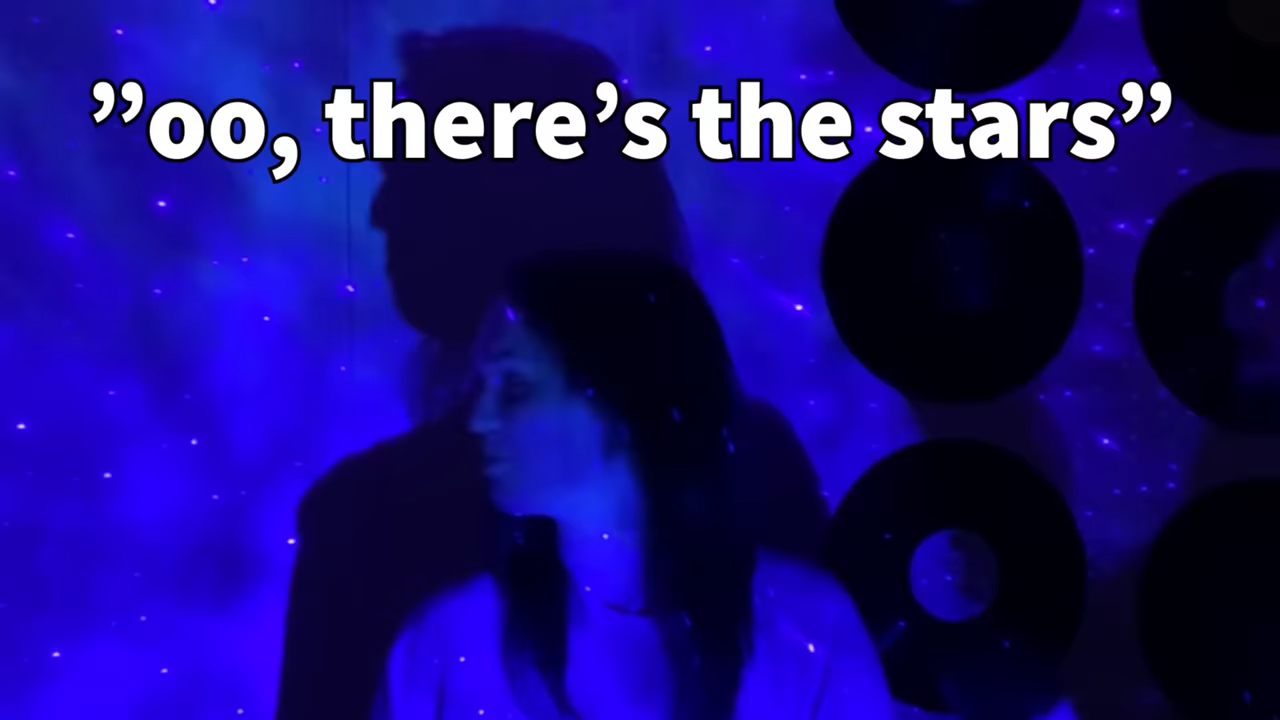 ”oo, there’s the stars”